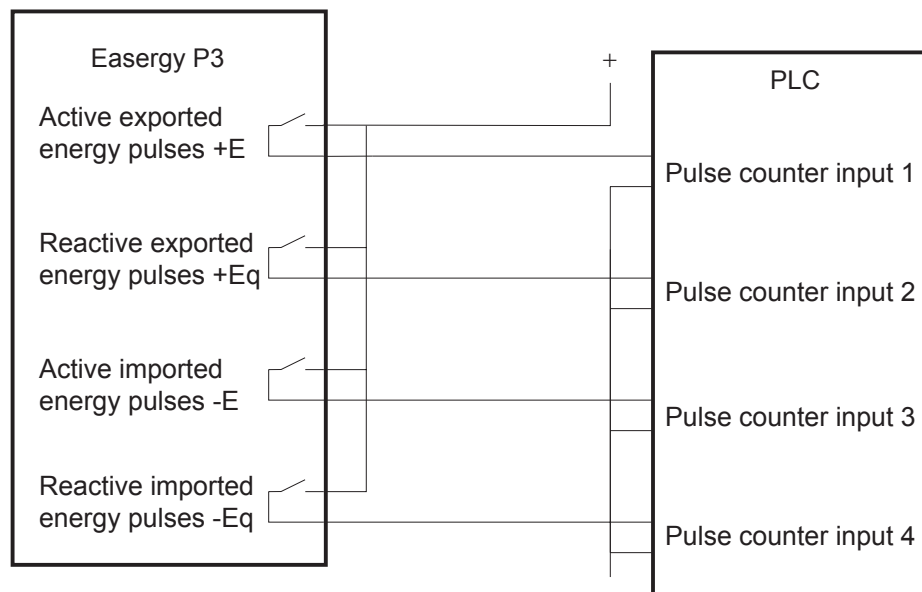 Easergy P3
Active exported
energy pulses +E
Reactive exported
energy pulses +Eq
Active imported
energy pulses -E
Reactive imported
energy pulses -Eq
+
PLC
Pulse counter input 1
Pulse counter input 2
Pulse counter input 3
Pulse counter input 4